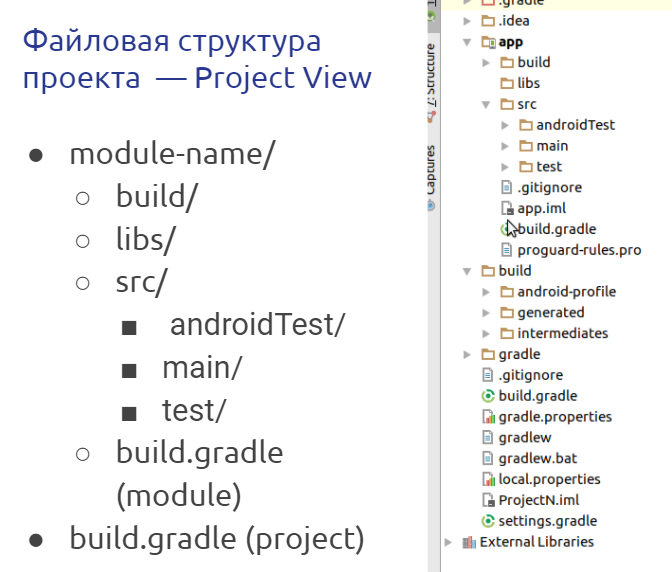 Файловая структура
проекта — Project View
● module-name/
○ build/
○ libs/
○ src/
■ androidTest/
■ main/
■ test/
○ build.gradle
(module)
● build.gradle (project)
7: Structure
Captures
.gradle
.idea
app
build
libs
src
androidTest
main
test
.gitignore
app.iml
build.gradle
proguard-rules.pro
build
android-profile
generated
intermediates
gradle
.gitignore
build.gradle
gradle.properties
gradlew
gradlew.bat
local.properties
ProjectN.iml
settings.gradle
External Libraries